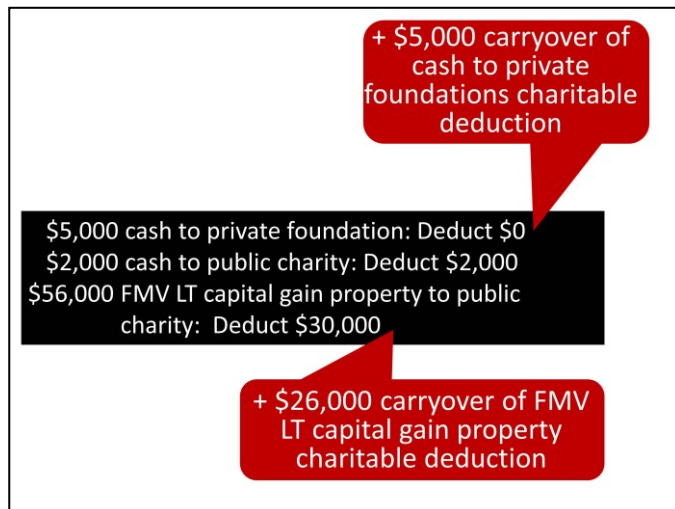 + $5,000 carryover of
cash to private
foundations charitable
deduction
$5,000 cash to private foundation: Deduct $0
$2,000 cash to public charity: Deduct $2,000
$56,000 FMV LT capital gain property to public
charity: Deduct $30,000
+ $26,000 carryover of FMV
LT capital gain property
charitable deduction